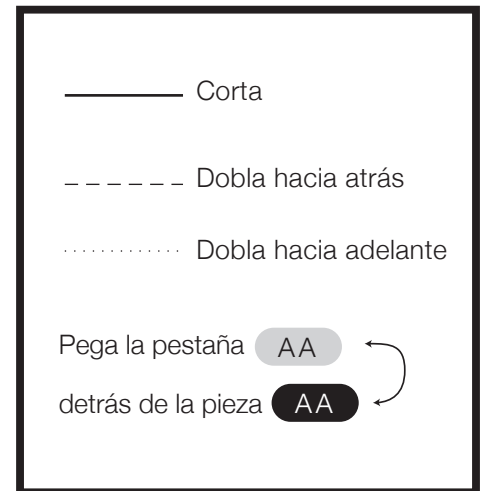 Corta
Dobla hacia atrás
Dobla hacia adelante
Pega la pestaña AA
detrás de la pieza AA